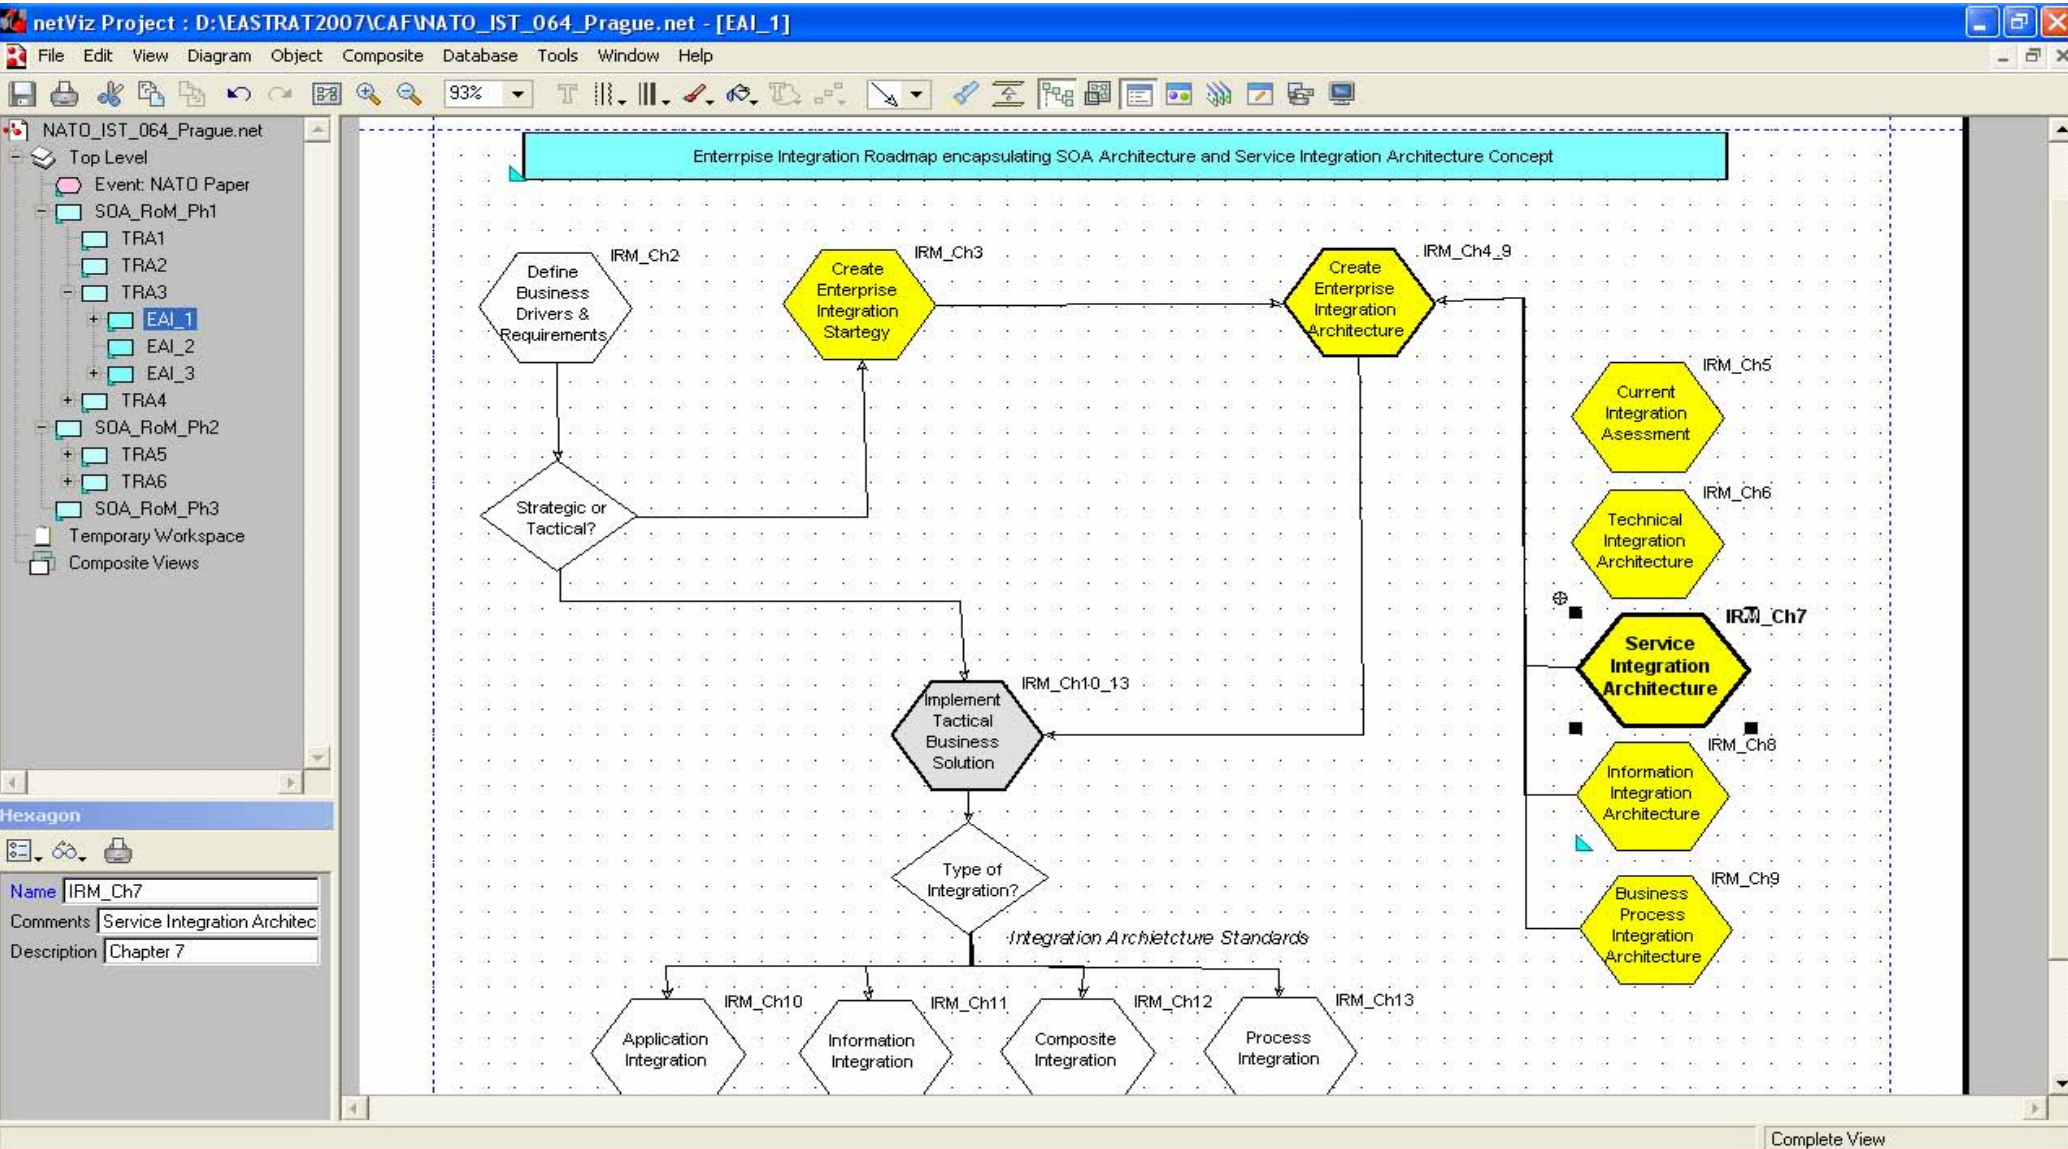 netViz Project : D:\EASTRAT2007\CAF\NATO_IST_064_Prague.net - [EAI_1]
File Edit View Diagram Object Composite Database Tools Window Help
93%
NATO_IST_064_Prague.net
Top Level
Event: NATO Paper
SOA_RoM_Ph1
TRA1
TRA2
TRA3
EAI_1
EAI_2
EAI_3
TRA4
SOA_RoM_Ph2
TRA5
TRA6
SOA_RoM_Ph3
Temporary Workspace
Composite Views
Hexagon
Name IRM_Ch7
Comments Service Integration Architec
Description Chapter 7
Enterrpise Integration Roadmap encapsulating SOA Architecture and Service Integration Architecture Concept
IRM_Ch2
Define
Business
Drivers &
Requirements
IRM_Ch3
Create
Enterprise
Integration
Startegy
IRM_Ch4_9
Create
Enterprise
Integration
Architecture
IRM_Ch5
Current
Integration
Asessment
Strategic or
Tactical?
IRM_Ch6
Technical
Integration
Architecture
IRM_Ch7
Service
Integration
Architecture
IRM_Ch10_13
Implement
Tactical
Business
Solution
IRM_Ch8
Information
Integration
Architecture
Type of
Integration?
IRM_Ch9
Business
Process
Integration
Architecture
Integration Archietcture Standards
IRM_Ch10
Application
Integration
IRM_Ch11
Information
Integration
IRM_Ch12
Composite
Integration
IRM_Ch13
Process
Integration
Complete View